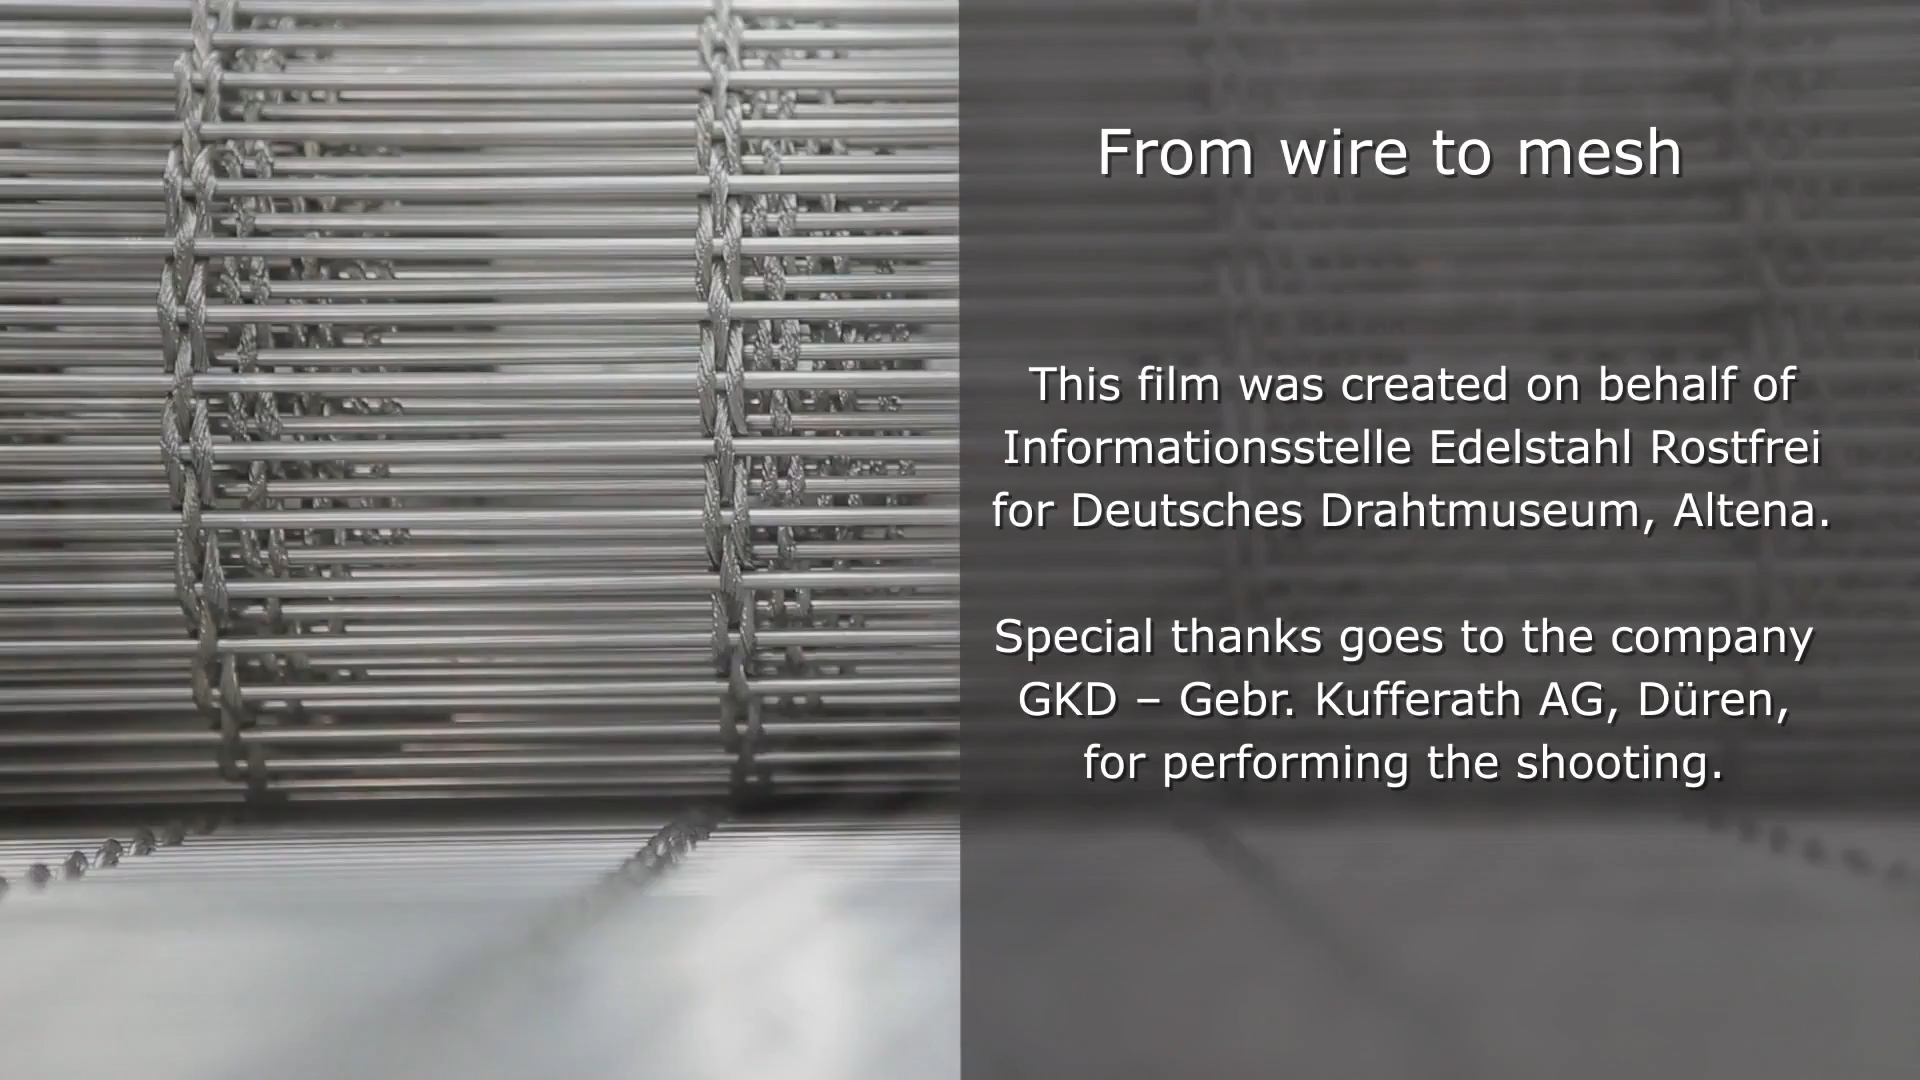 From wire to mesh
This film was created on behalf of
Informationsstelle Edelstahl Rostfrei
for Deutsches Drahtmuseum, Altena.
Special thanks goes to the company
GKD – Gebr. Kufferath AG, Düren,
for performing the shooting.